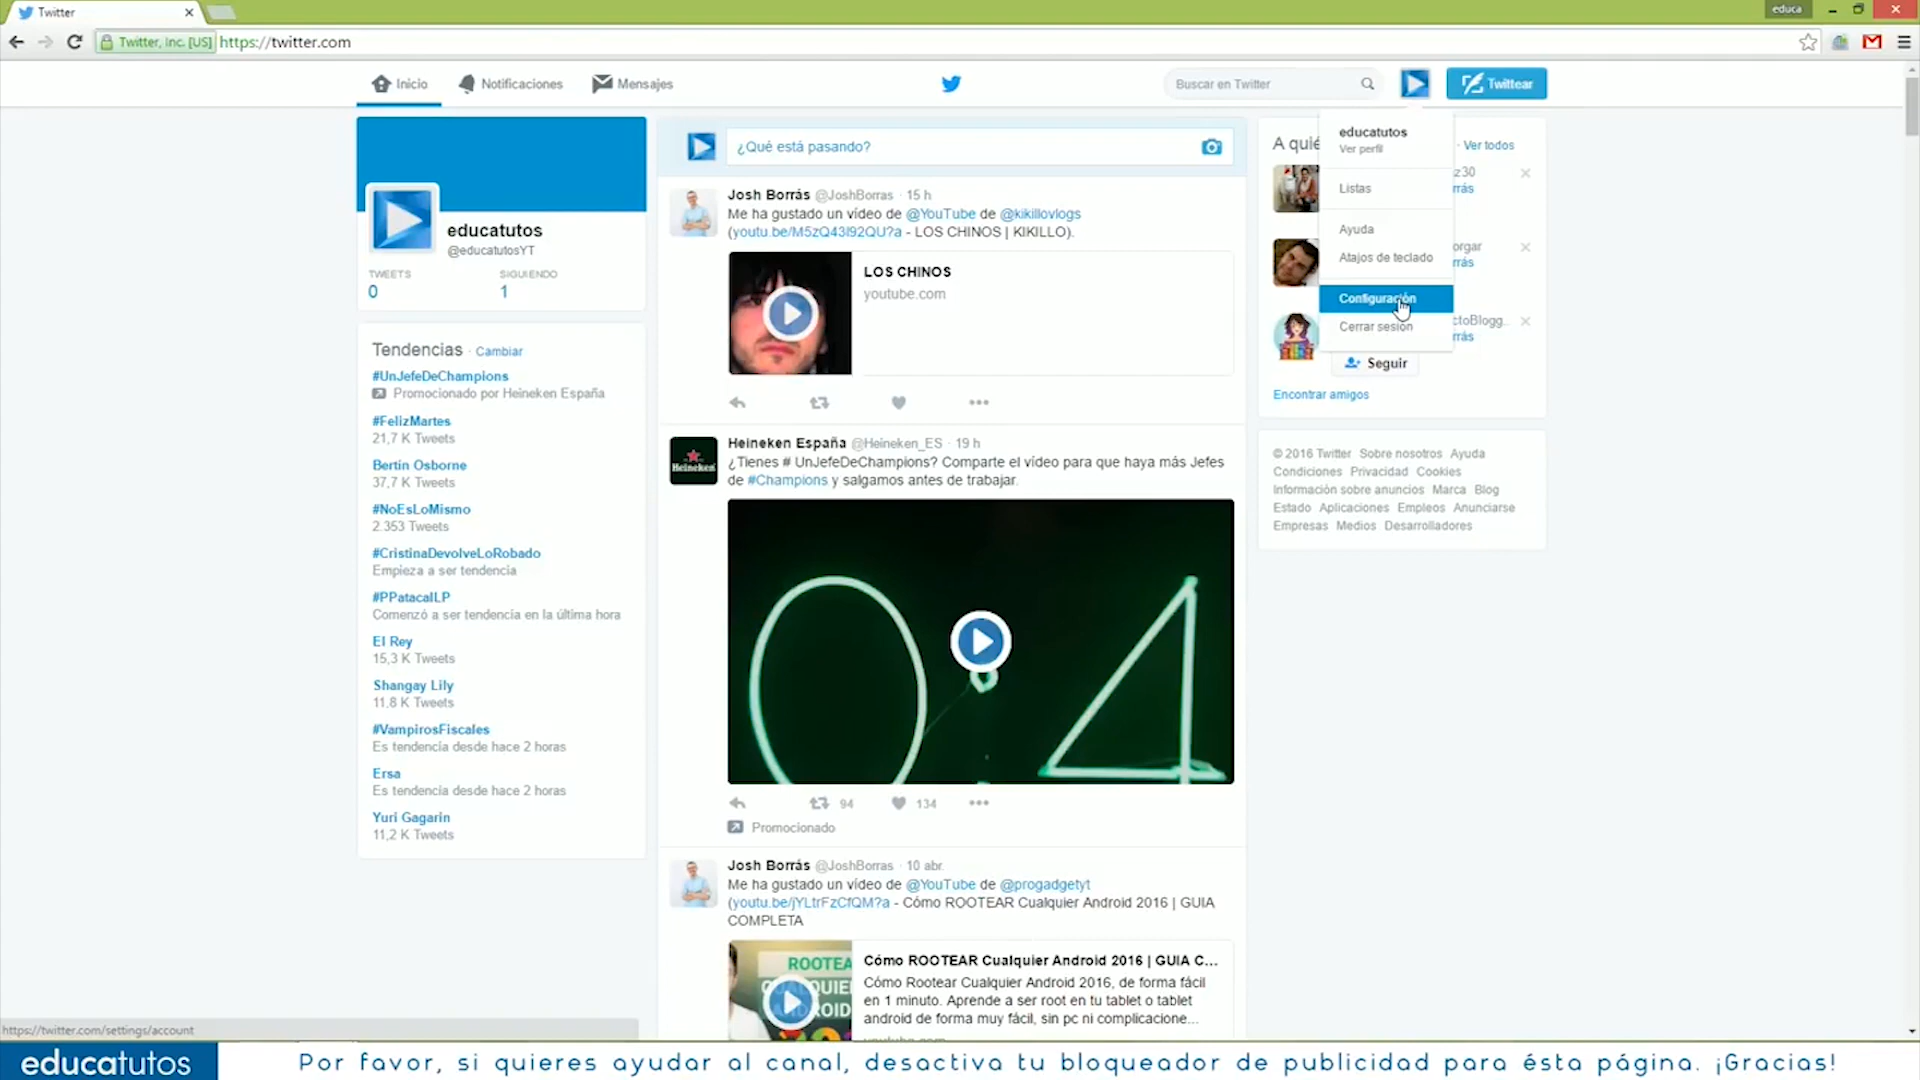 Twitter
educa
Twitter, Inc. [US] https://twitter.com
Inicio
Notificaciones
Mensajes
Buscar en Twitter
Twittear
educatutos
@educatutosYT
TWEETS
SIGUIENDO
0
1
Tendencias · Cambiar
#UnJefeDeChampions
Promocionado por Heineken España
#FelizMartes
21,7 K Tweets
Bertín Osborne
37,7 K Tweets
#NoEsLoMismo
2.353 Tweets
#CristinaDevolveLoRobado
Empieza a ser tendencia
#PPatacaILP
Comenzó a ser tendencia en la última hora
El Rey
15,3 K Tweets
Shangay Lily
11,8 K Tweets
#VampirosFiscales
Es tendencia desde hace 2 horas
Ersa
Es tendencia desde hace 2 horas
Yuri Gagarin
11,2 K Tweets
¿Qué está pasando?
Josh Borrás @JoshBorras · 15 h
Me ha gustado un vídeo de @YouTube de @kikillovlogs
(youtu.be/M5zQ43I92QU?a - LOS CHINOS | KIKILLO).
LOS CHINOS
youtube.com
Heineken España @Heineken_ES · 19 h
¿Tienes # UnJefeDeChampions? Comparte el vídeo para que haya más Jefes
de #Champions y salgamos antes de trabajar.
Heineken
0:4
94
134
Promocionado
Josh Borrás @JoshBorras · 10 abr.
Me ha gustado un vídeo de @YouTube de @progadgetyt
(youtu.be/jYLtrFzCfQM?a - Cómo ROOTEAR Cualquier Android 2016 | GUIA
COMPLETA
Cómo ROOTEAR Cualquier Android 2016 | GUIA C...
Cómo Rootear Cualquier Android 2016, de forma fácil
en 1 minuto. Aprende a ser root en tu tablet o tablet
android de forma muy fácil, sin pc ni complicacione...
A quié
· Ver todos
z30
rrás
orgar
rrás
ctoBlogg..
rrás
educatutos
Ver perfil
Listas
Ayuda
Atajos de teclado
Configuración
Cerrar sesión
Seguir
Encontrar amigos
© 2016 Twitter Sobre nosotros Ayuda
Condiciones Privacidad Cookies
Información sobre anuncios Marca Blog
Estado Aplicaciones Empleos Anunciarse
Empresas Medios Desarrolladores
https://twitter.com/settings/account
educatutos
Por favor, si quieres ayudar al canal, desactiva tu bloqueador de publicidad para ésta página. ¡Gracias!